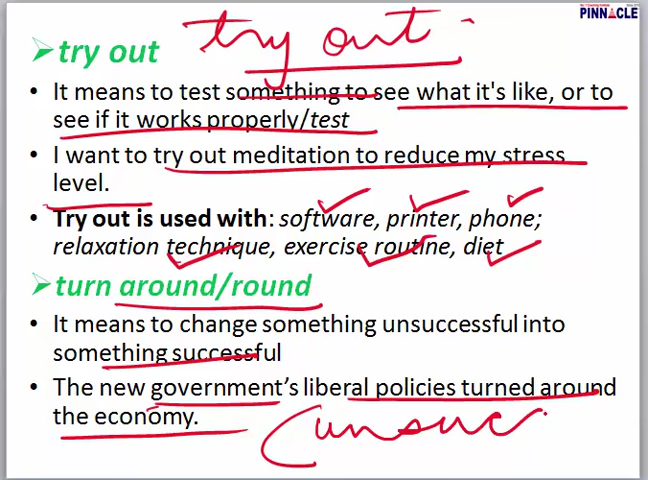 PINNACLE
try out
try out
It means to test something to see what it's like, or to
see if it works properly/test
I want to try out meditation to reduce my stress
level.
Try out is used with: software, printer, phone;
relaxation technique, exercise routine, diet
turn around/round
It means to change something unsuccessful into
something successful
The new government's liberal policies turned around
the economy.
(unsuc